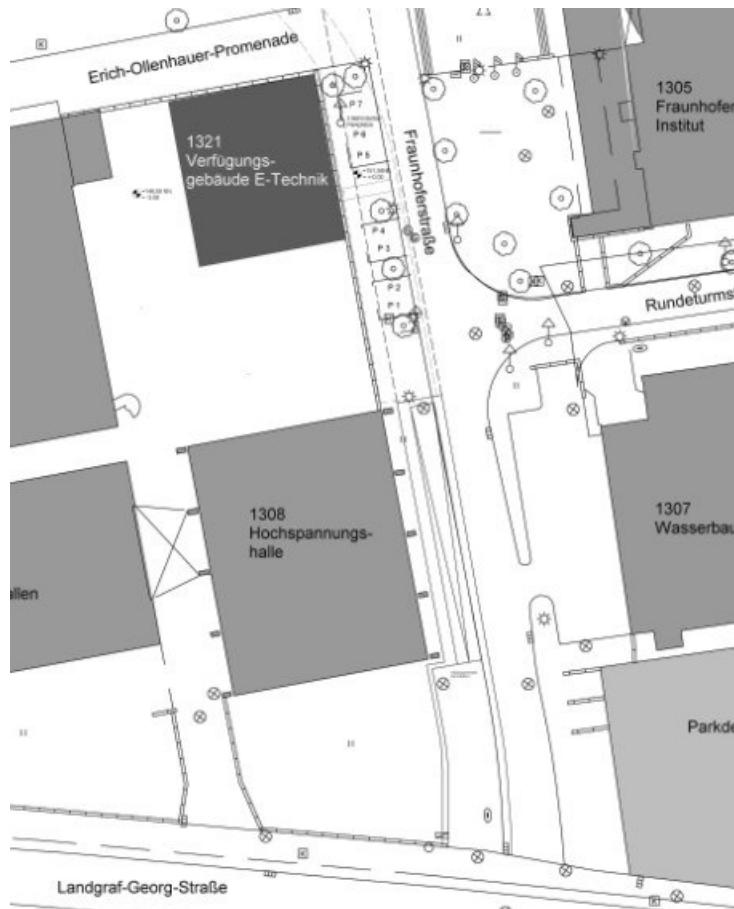 Erich-Ollenhauer-Promenade
1321
Verfügungs-
gebäude E-Technik
P 7
P 6
P 5
P 4
P 3
P 2
P 1
Fraunhoferstraße
1305
Fraunhofer
Institut
Rundeturmst
1308
Hochspannungs-
halle
1307
Wasserbau
allen
Parkde
Landgraf-Georg-Straße